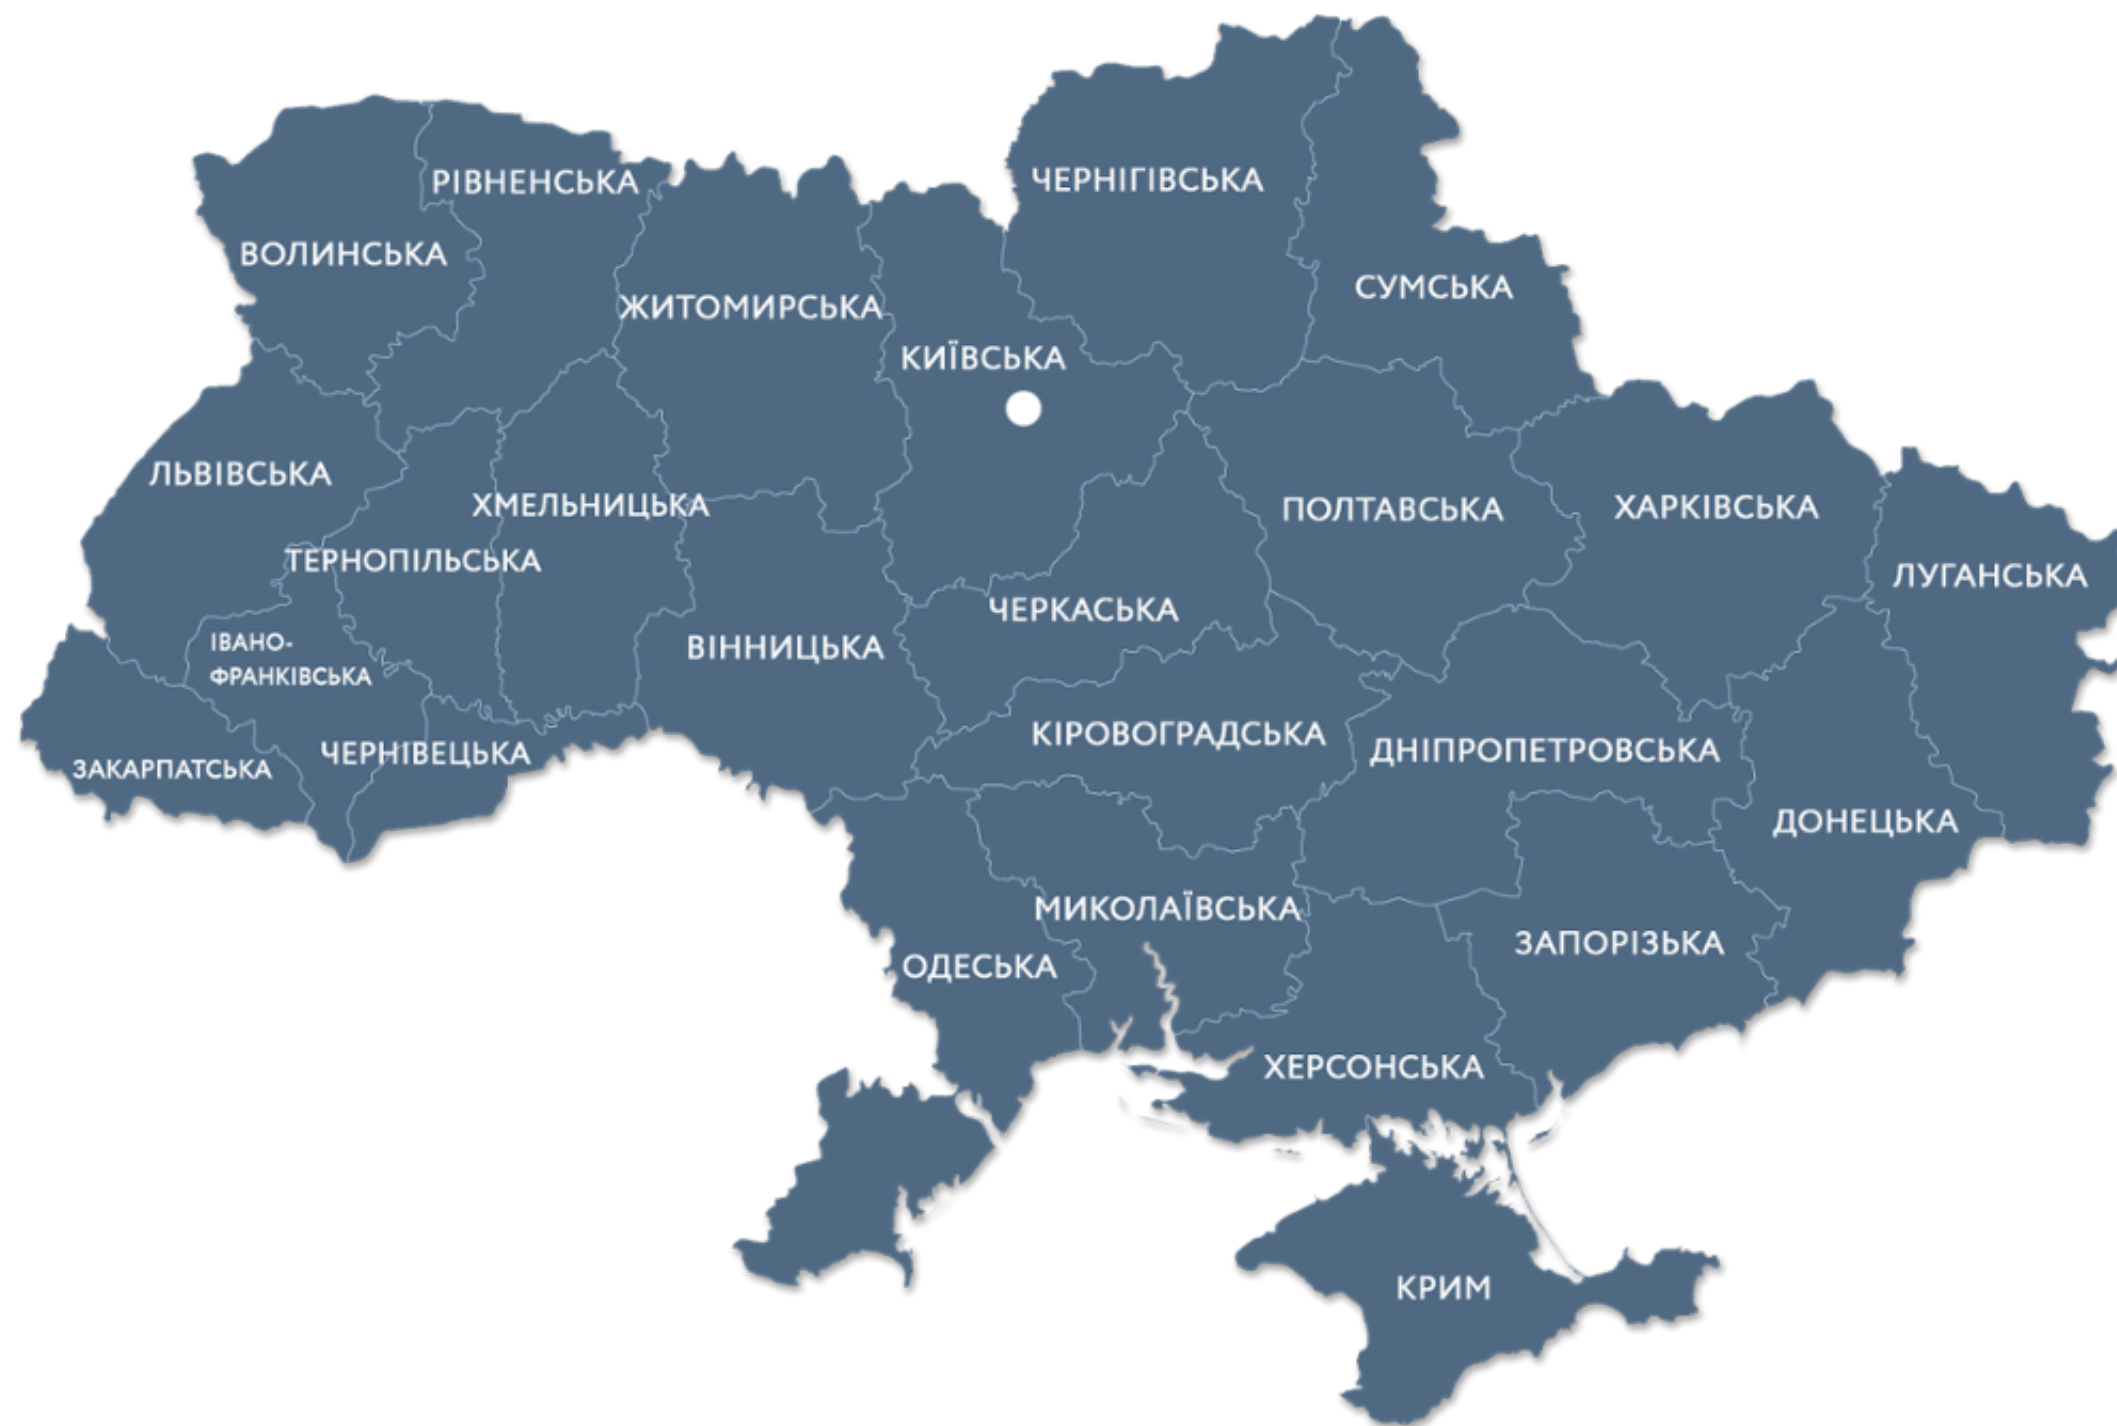 ЧЕРНІГІВСЬКА
РІВНЕНСЬКА
ВОЛИНСЬКА
СУМСЬКА
ЖИТОМИРСЬКА
КИЇВСЬКА
ЛЬВІВСЬКА
ХМЕЛЬНИЦЬКА
ПОЛТАВСЬКА
ХАРКІВСЬКА
ТЕРНОПІЛЬСЬКА
ЛУГАНСЬКА
ЧЕРКАСЬКА
ІВАНО-
ФРАНКІВСЬКА
ВІННИЦЬКА
КІРОВОГРАДСЬКА
ДНІПРОПЕТРОВСЬКА
ЧЕРНІВЕЦЬКА
ЗАКАРПАТСЬКА
ДОНЕЦЬКА
МИКОЛАЇВСЬКА
ЗАПОРІЗЬКА
ОДЕСЬКА
ХЕРСОНСЬКА
КРИМ